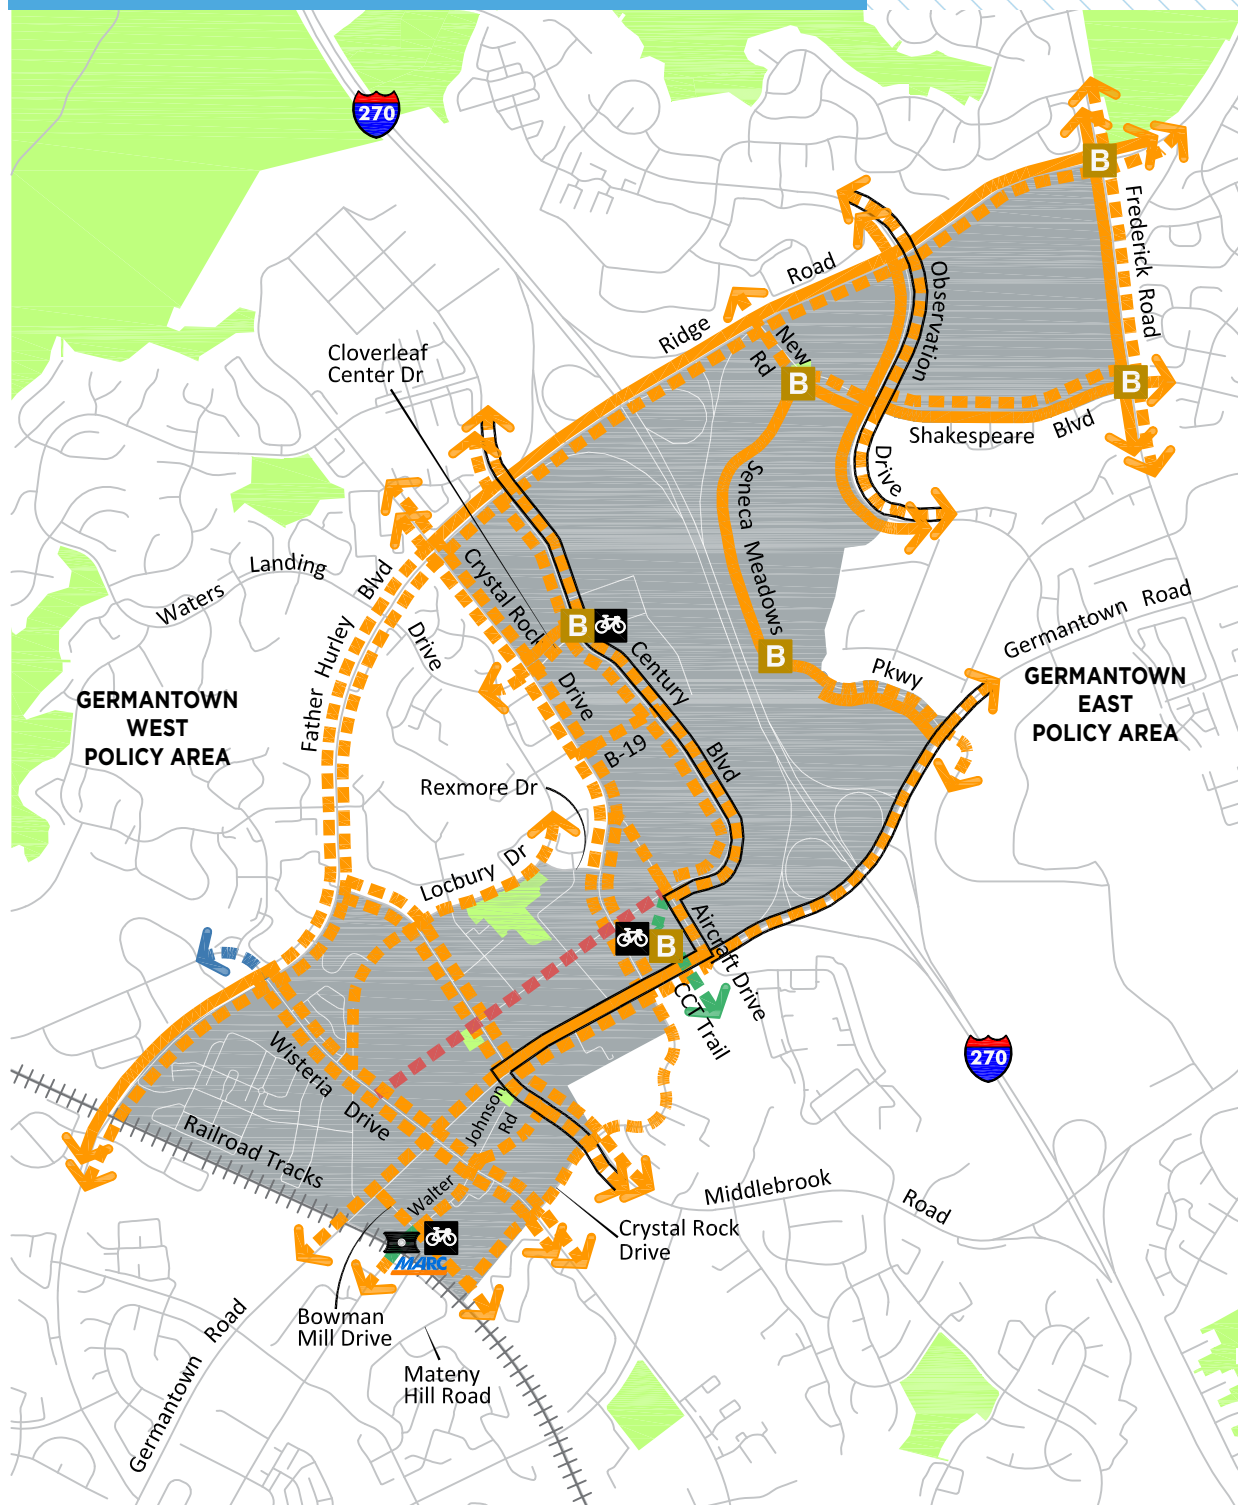 270
B
Frederick Road
Road
Ridge
Observation
New
Rd
B
B
Cloverleaf
Center Dr
Shakespeare
Blvd
Drive
Seneca Meadows
Landing
Waters
Drive
Blvd
Father Hurley
Crystal Rock
Drive
B
Century
Blvd
B
Pkwy
Germantown Road
GERMANTOWN
EAST
POLICY AREA
GERMANTOWN
WEST
POLICY AREA
B-19
Rexmore Dr
Locbury Dr
B
Aircraft Drive
CCT Trail
270
Wisteria
Drive
Johnson
Rd
Railroad Tracks
Walter
MARC
Middlebrook
Road
Crystal Rock
Drive
Bowman
Mill Drive
Mateny
Hill Road
Germantown Road